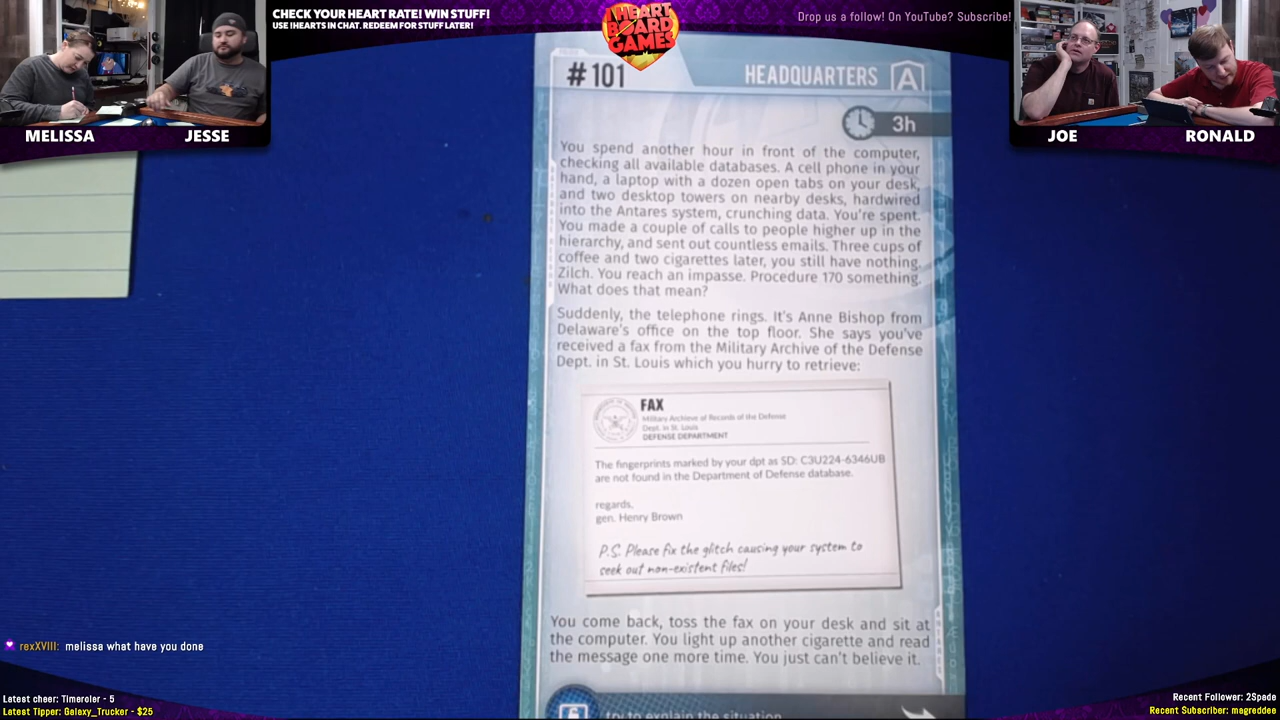 CHECK YOUR HEART RATE! WIN STUFF!
USE !HEARTS IN CHAT. REDEEM FOR STUFF LATER!
I HEART
BOARD
GAMES
Drop us a follow! On YouTube? Subscribe!
MELISSA
JESSE
JOE
RONALD
#101
HEADQUARTERS A
3h
You spend another hour in front of the computer,
checking all available databases. A cell phone in your
hand, a laptop with a dozen open tabs on your desk,
and two desktop towers on nearby desks, hardwired
into the Antares system, crunching data. You're spent.
You made a couple of calls to people higher up in the
hierarchy, and sent out countless emails. Three cups of
coffee and two cigarettes later, you still have nothing.
Zilch. You reach an impasse. Procedure 170 something.
What does that mean?
Suddenly, the telephone rings. It's Anne Bishop from
Delaware's office on the top floor. She says you've
received a fax from the Military Archive of the Defense
Dept. in St. Louis which you hurry to retrieve:
FAX
Military Archieve of Records of the Defense
Dept. in St. Louis
DEFENSE DEPARTMENT
The fingerprints marked by your dpt as SD: C3U224-6346UB
are not found in the Department of Defense database.
regards,
gen. Henry Brown
P.S. Please fix the glitch causing your system to
seek out non-existent files!
You come back, toss the fax on your desk and sit at
the computer. You light up another cigarette and read
the message one more time. You just can't believe it.
try to explain the situation
rexXVIII: melissa what have you done
Latest cheer: Timeroler - 5
Latest Tipper: Galaxy_Trucker - $25
Recent Follower: 2Spade
Recent Subscriber: magreddee